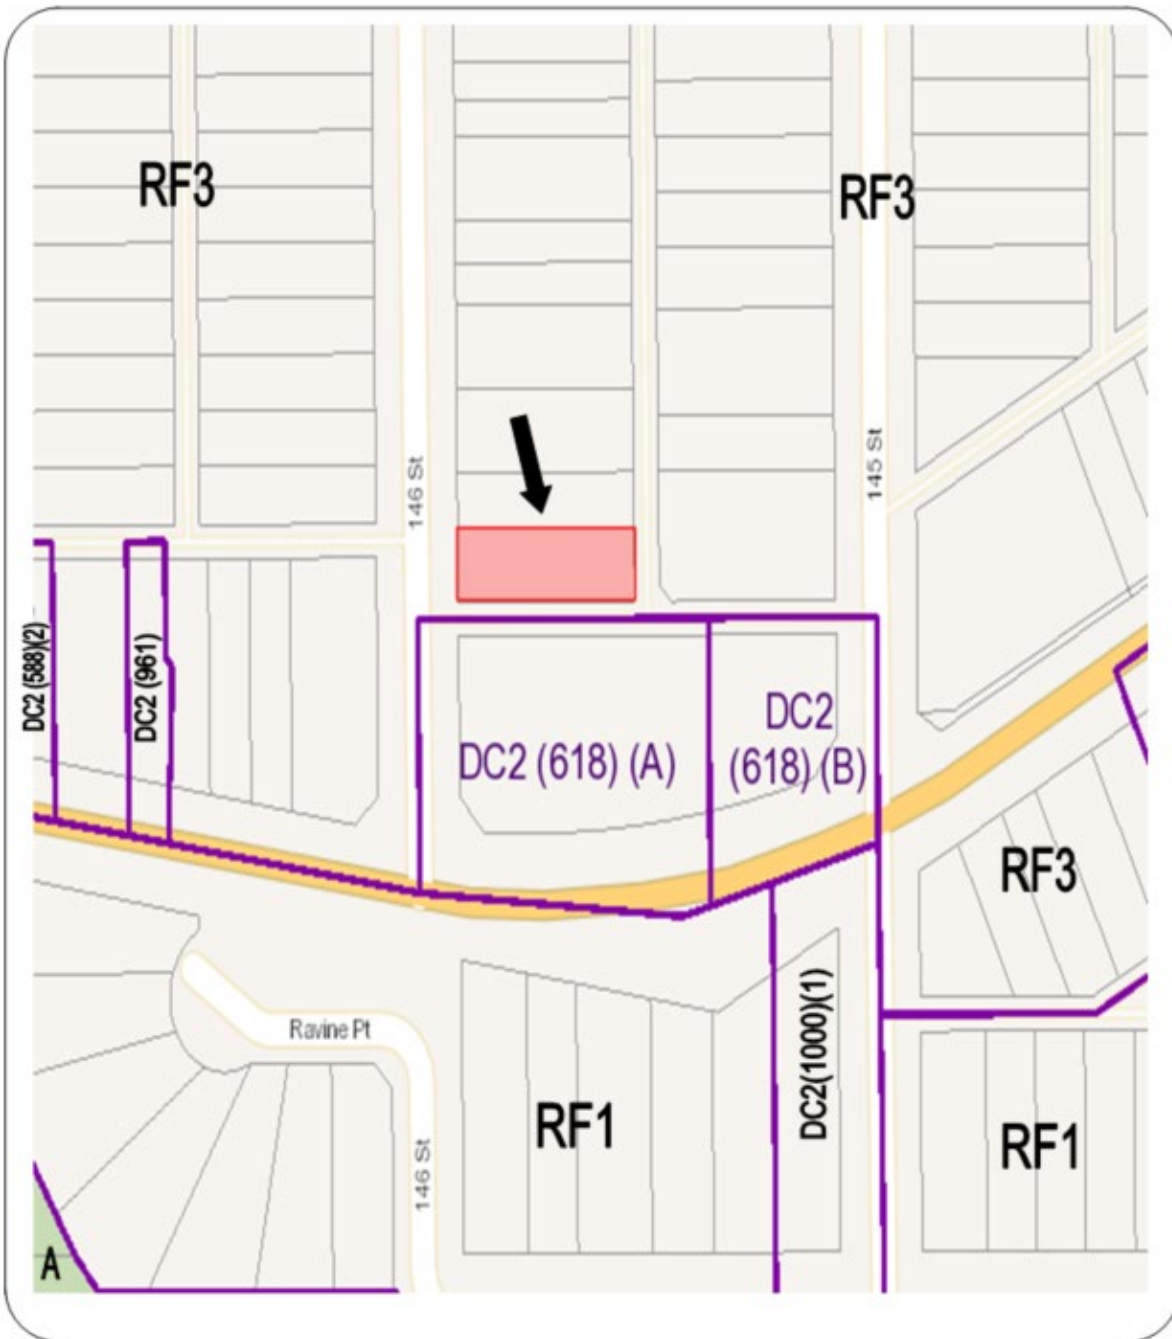 RF3
RF3
146 St
145 St
DC2 (588)(2)
DC2 (961)
DC2 (618) (A)
DC2
(618) (B)
RF3
Ravine Pt
DC2(1000)(1)
RF1
RF1
146 St
A